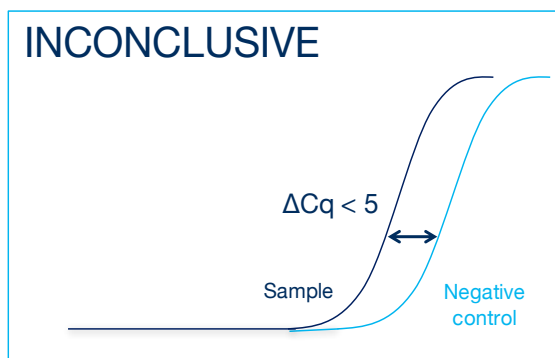 INCONCLUSIVE
ΔCq < 5
Sample
Negative
control